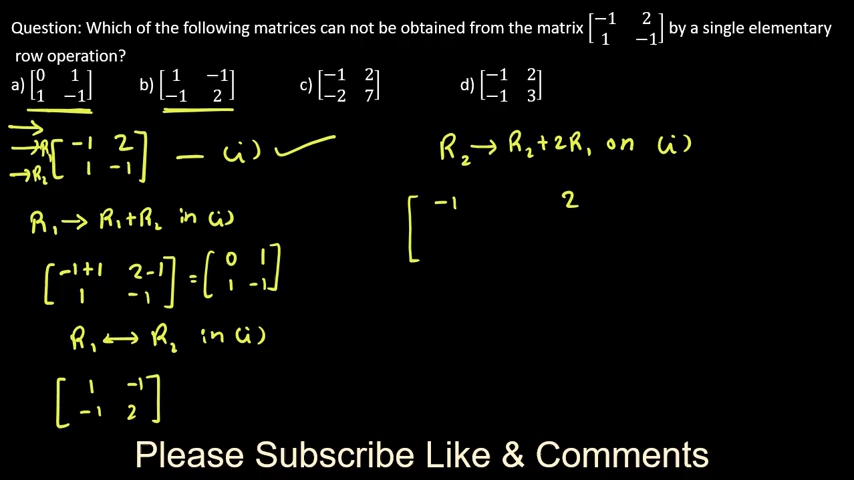 Question: Which of the following matrices can not be obtained from the matrix [−1 2
1 −1] by a single elementary
row operation?
a) [0 1
1 −1] b) [1 −1
−1 2] c) [−1 2
−2 7] d) [−1 2
−1 3]
→R₁ [-1 2
→R₂ 1 -1] — (i) ✓
R₁ → R₁+R₂ in (i)
[-1+1 2-1
1 -1] = [0 1
1 -1]
R₁ ↔ R₂ in (i)
[1 -1
-1 2]
R₂ → R₂+2R₁ on (i)
[-1 2
Please Subscribe Like & Comments